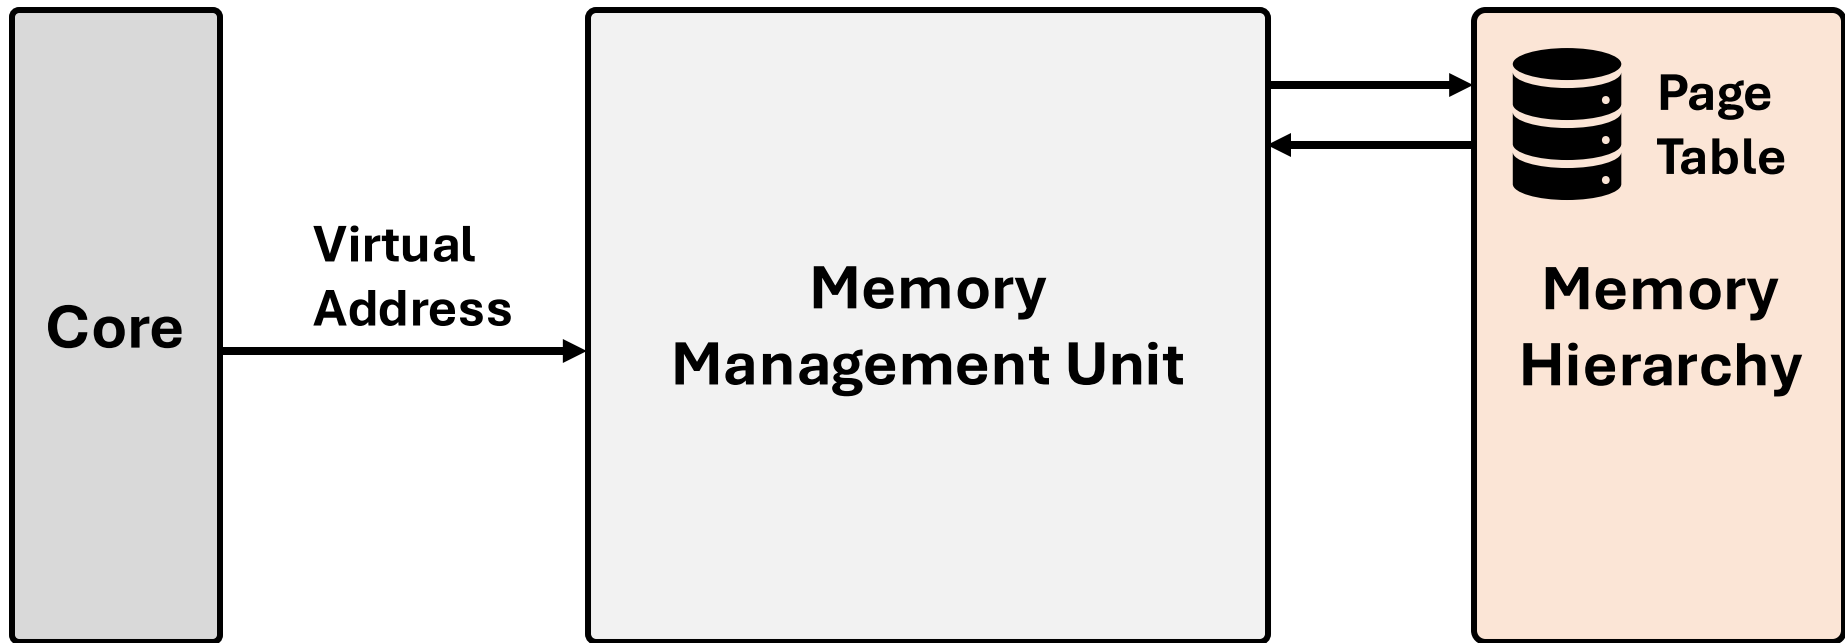 Core
Virtual
Address
Memory
Management Unit
Page
Table
Memory
Hierarchy